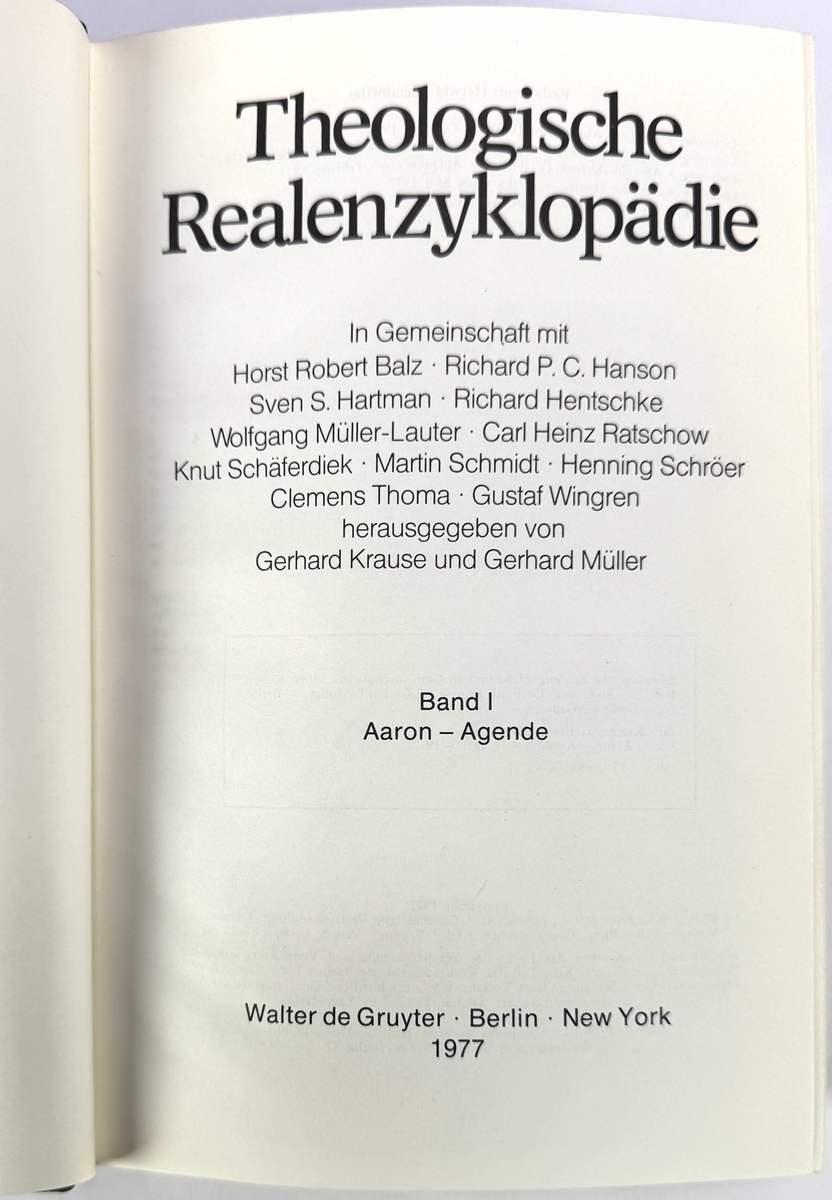 Theologische
Realenzyklopädie
In Gemeinschaft mit
Horst Robert Balz · Richard P. C. Hanson
Sven S. Hartman · Richard Hentschke
Wolfgang Müller-Lauter · Carl Heinz Ratschow
Knut Schäferdiek · Martin Schmidt · Henning Schröer
Clemens Thoma · Gustaf Wingren
herausgegeben von
Gerhard Krause und Gerhard Müller
Band I
Aaron – Agende
Walter de Gruyter · Berlin · New York
1977